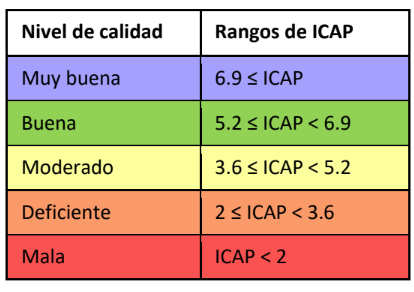 Nivel de calidad Rangos de ICAP
Muy buena 6.9 ≤ ICAP
Buena 5.2 ≤ ICAP < 6.9
Moderado 3.6 ≤ ICAP < 5.2
Deficiente 2 ≤ ICAP < 3.6
Mala ICAP < 2